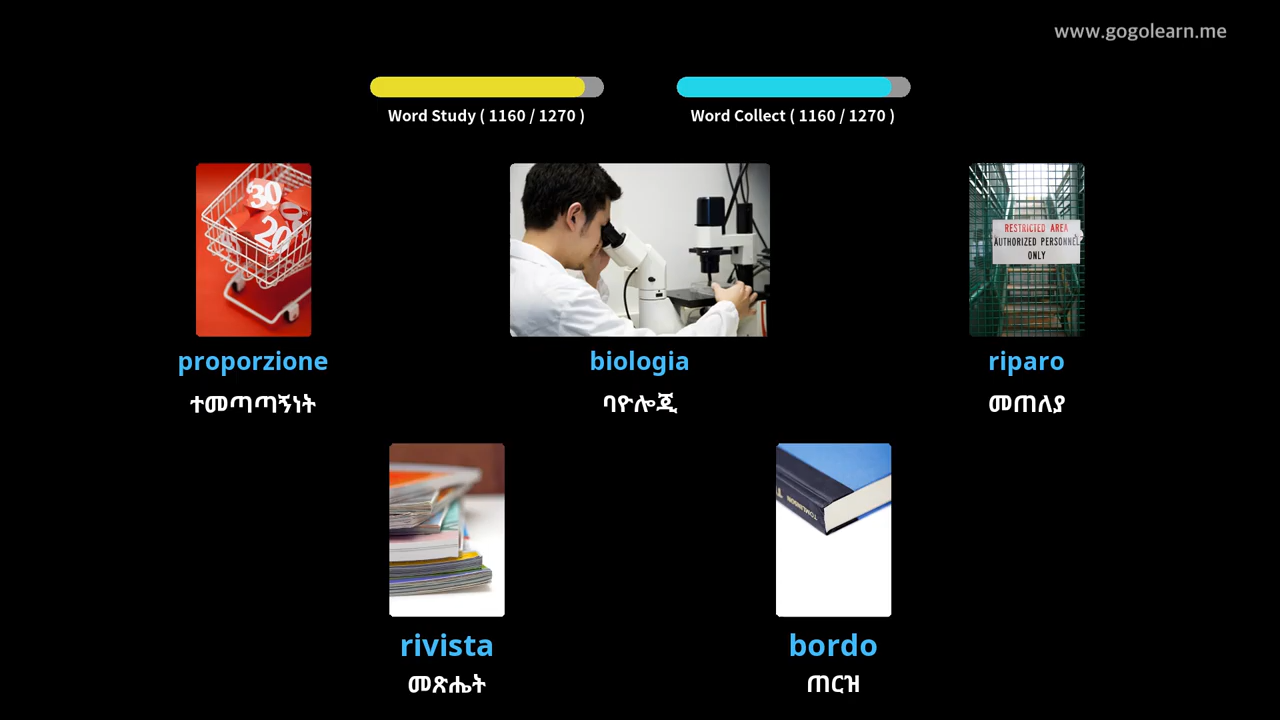 www.gogolearn.me
Word Study ( 1160 / 1270 )
Word Collect ( 1160 / 1270 )
30
20
RESTRICTED AREA
AUTHORIZED PERSONNEL
ONLY
proporzione
biologia
riparo
ተመጣጣኝነት
ባዮሎጂ
መጠለያ
TOMLINSON
rivista
bordo
መጽሔት
ጠርዝ